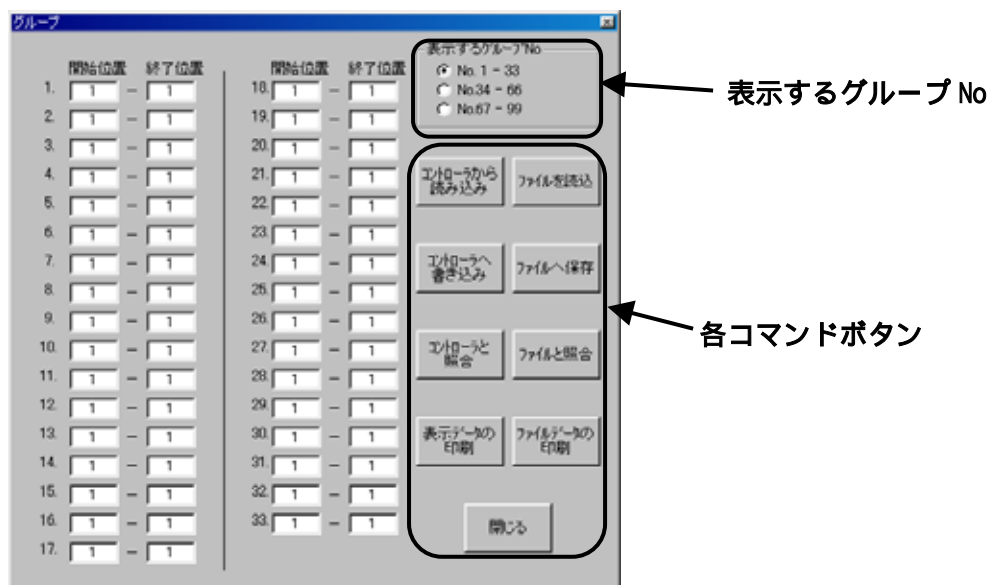 グループ
開始位置 終了位置
1. 1 - 1
2. 1 - 1
3. 1 - 1
4. 1 - 1
5. 1 - 1
6. 1 - 1
7. 1 - 1
8. 1 - 1
9. 1 - 1
10. 1 - 1
11. 1 - 1
12. 1 - 1
13. 1 - 1
14. 1 - 1
15. 1 - 1
16. 1 - 1
17. 1 - 1
開始位置 終了位置
18. 1 - 1
19. 1 - 1
20. 1 - 1
21. 1 - 1
22. 1 - 1
23. 1 - 1
24. 1 - 1
25. 1 - 1
26. 1 - 1
27. 1 - 1
28. 1 - 1
29. 1 - 1
30. 1 - 1
31. 1 - 1
32. 1 - 1
33. 1 - 1
表示するグループNo
No. 1 - 33
No.34 - 66
No.67 - 99
コントローラから
読み込み
ファイルを読込
コントローラへ
書き込み
ファイルへ保存
コントローラと
照合
ファイルと照合
表示データの
印刷
ファイルデータの
印刷
閉じる
表示するグループ No
各コマンドボタン